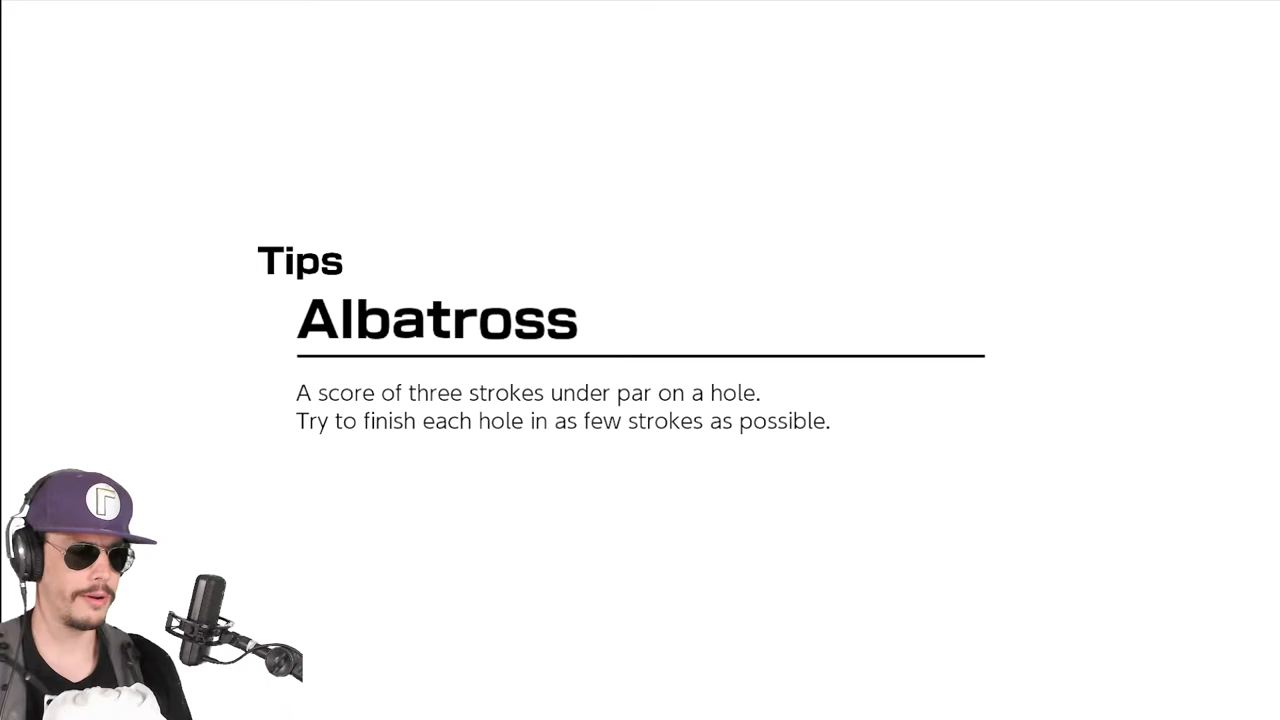 Tips
Albatross
A score of three strokes under par on a hole.
Try to finish each hole in as few strokes as possible.